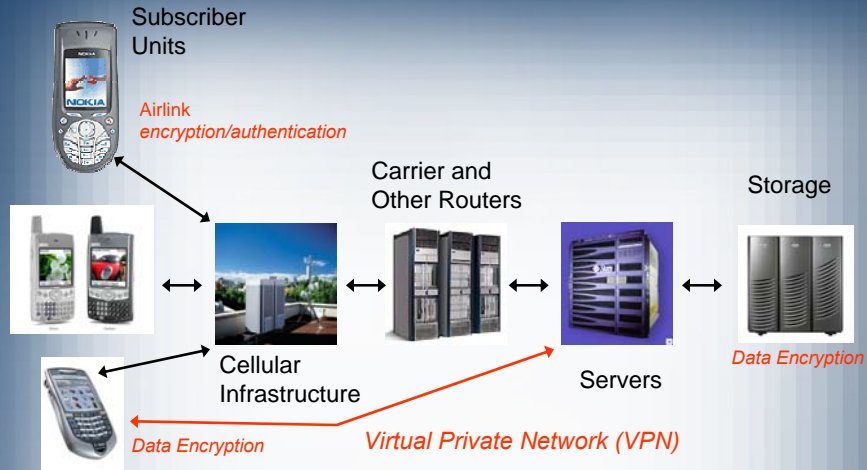 Subscriber
Units
NOKIA
NOKIA
Airlink
encryption/authentication
Carrier and
Other Routers
Storage
Cellular
Infrastructure
Servers
Data Encryption
Data Encryption
Virtual Private Network (VPN)